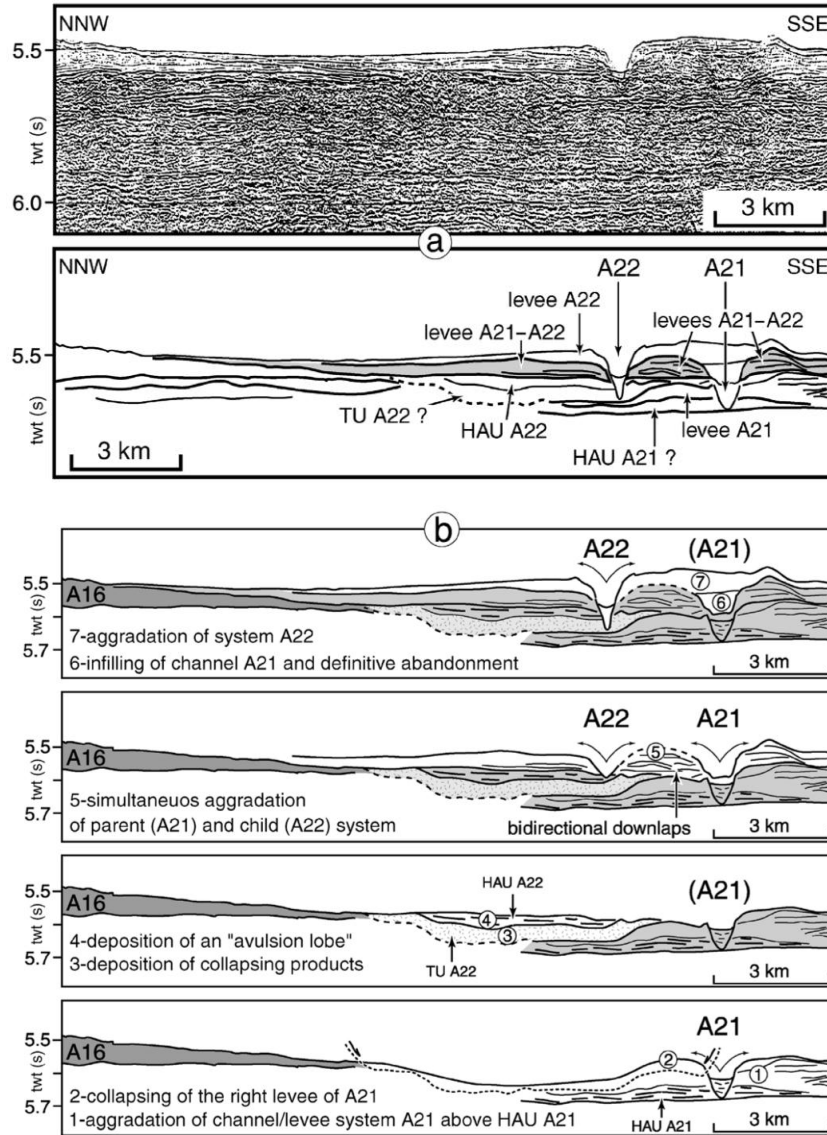 NNW SSE
5.5
twt (s)
6.0
3 km
a
NNW A22 A21 SSE
levee A22
levee A21–A22 levees A21–A22
5.5
twt (s)
TU A22 ?
HAU A22
levee A21
3 km
HAU A21 ?
b
A22 (A21)
5.5
A16
7
6
twt (s)
7-aggradation of system A22
5.7
6-infilling of channel A21 and definitive abandonment
3 km
A22 A21
5.5
A16
5
twt (s)
5-simultaneuos aggradation
5.7
of parent (A21) and child (A22) system
bidirectional downlaps
3 km
HAU A22
(A21)
5.5
A16
4
twt (s)
4-deposition of an "avulsion lobe"
3
5.7
3-deposition of collapsing products
TU A22
3 km
A21
5.5
A16
2
1
twt (s)
2-collapsing of the right levee of A21
5.7
1-aggradation of channel/levee system A21 above HAU A21
HAU A21
3 km